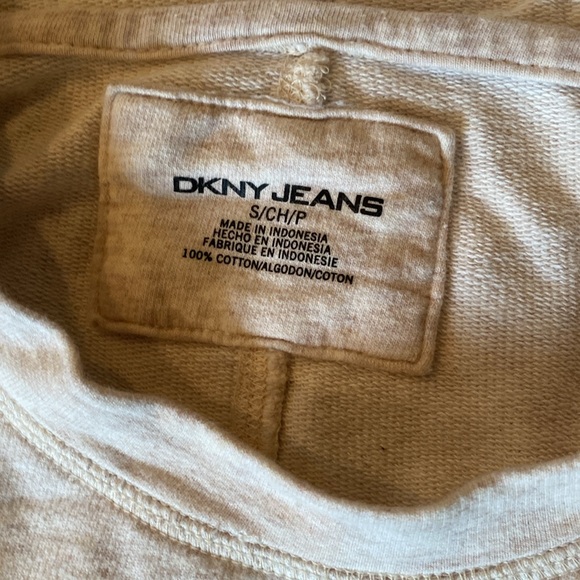 DKNY JEANS
S/CH/P
MADE IN INDONESIA
HECHO EN INDONESIA
FABRIQUE EN INDONESIE
100% COTTON/ALGODON/COTON